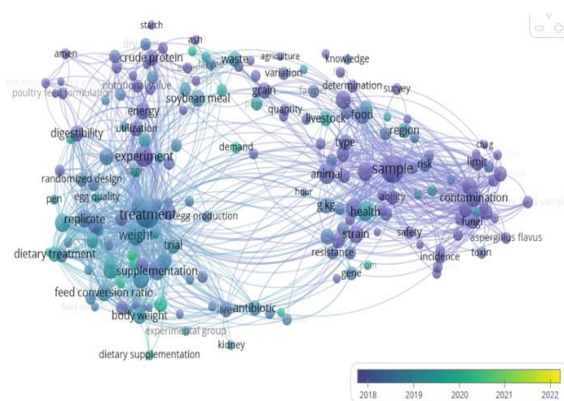 starch
amen
ash
crude protein
waste
agriculture
knowledge
variation
nutritional value
poultry feed formulation
soybean meal
grain
determination
survey
energy
quantity
livestock
food
digestibility
utilization
region
demand
type
experiment
sample
risk
limit
randomized design
animal
pen
egg quality
hour
ability
contamination
g kg
replicate
treatment
egg production
health
fungi
weight
strain
safety
aspergillus flavus
dietary treatment
trial
resistance
incidence
toxin
supplementation
gene
feed conversion ratio
antibiotic
body weight
experimental group
kidney
dietary supplementation
2018 2019 2020 2021 2022